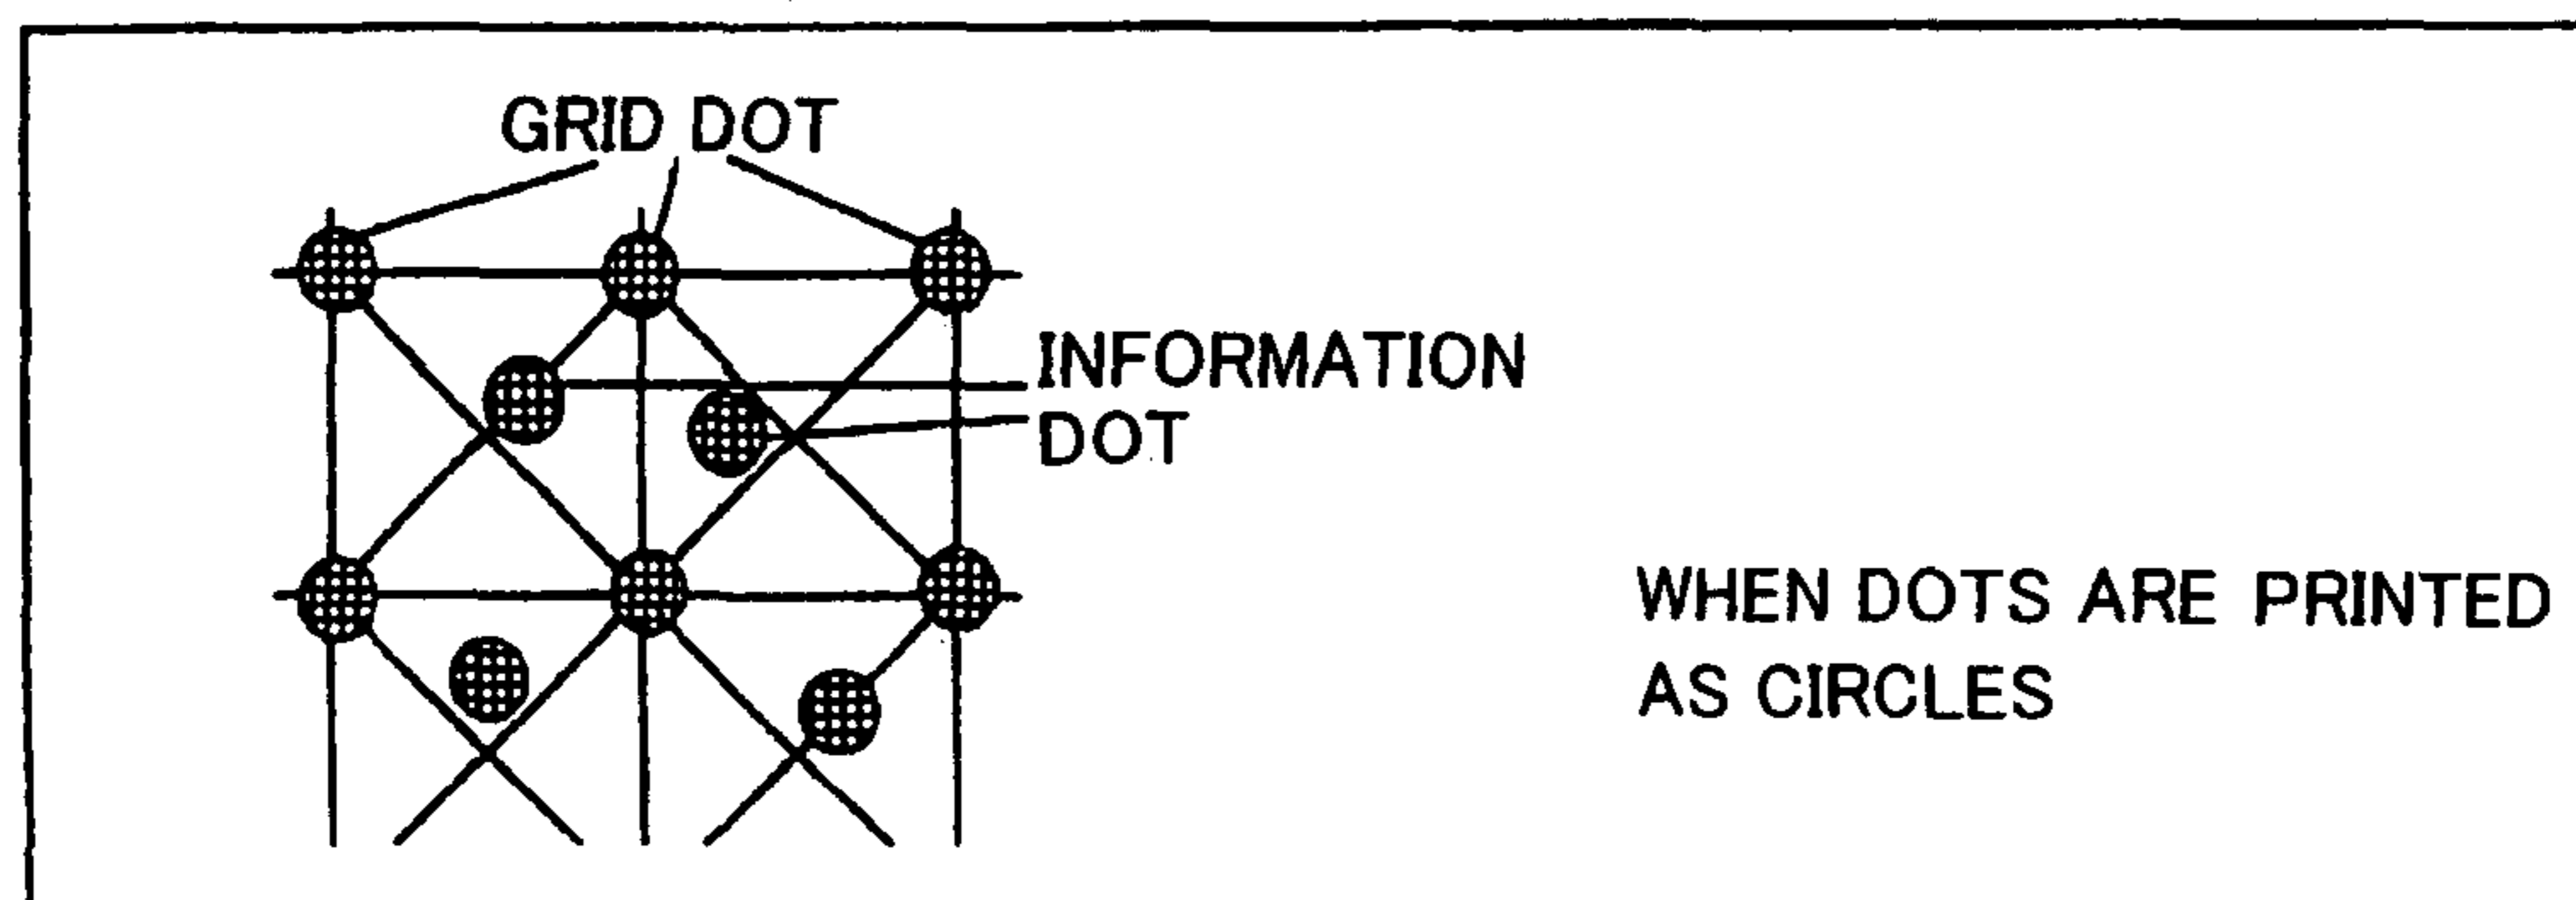 GRID DOT
INFORMATION
DOT
WHEN DOTS ARE PRINTED
AS CIRCLES